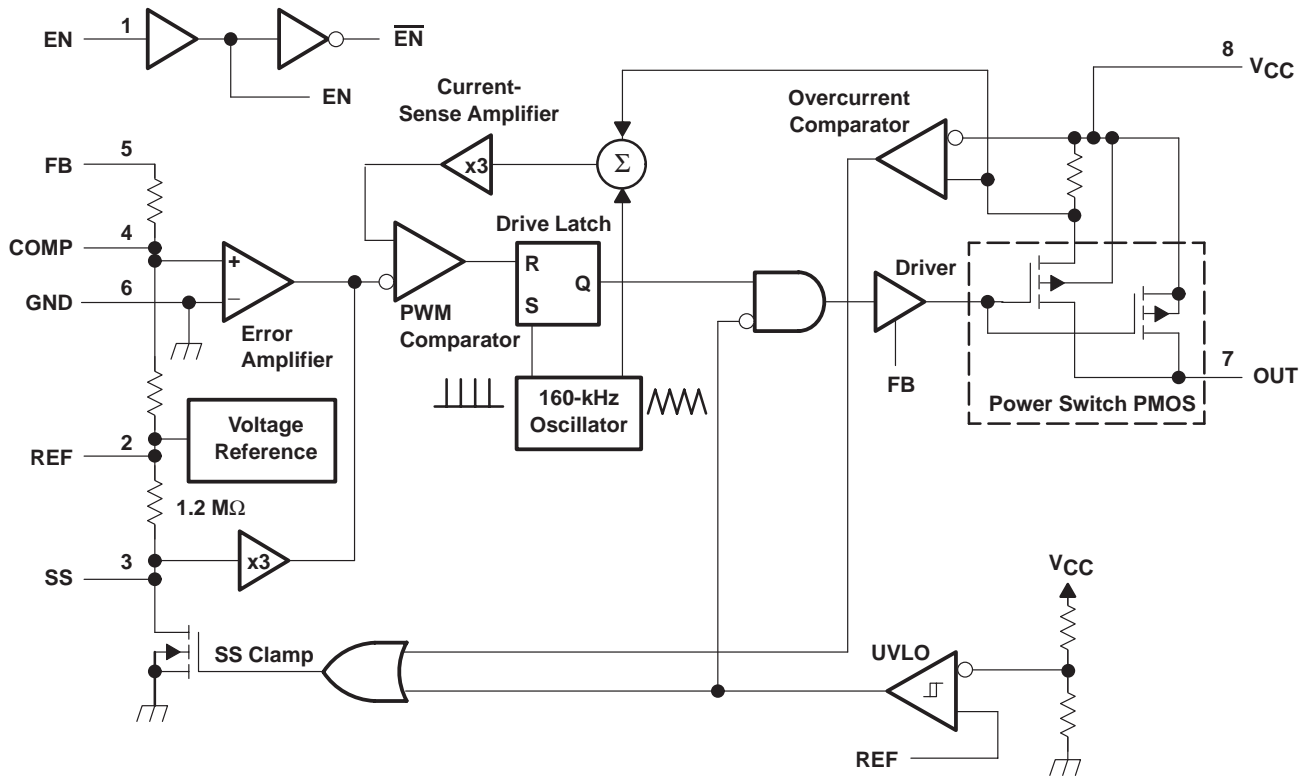 EN
1
EN
EN
8
VCC
Current-
Sense Amplifier
Overcurrent
Comparator
FB
5
x3
Σ
COMP
4
Drive Latch
+
R
Q
S
GND
6
–
Driver
Error
Amplifier
PWM
Comparator
FB
7
OUT
160-kHz
Oscillator
Power Switch PMOS
Voltage
Reference
REF
2
1.2 MΩ
SS
3
x3
VCC
SS Clamp
UVLO
REF